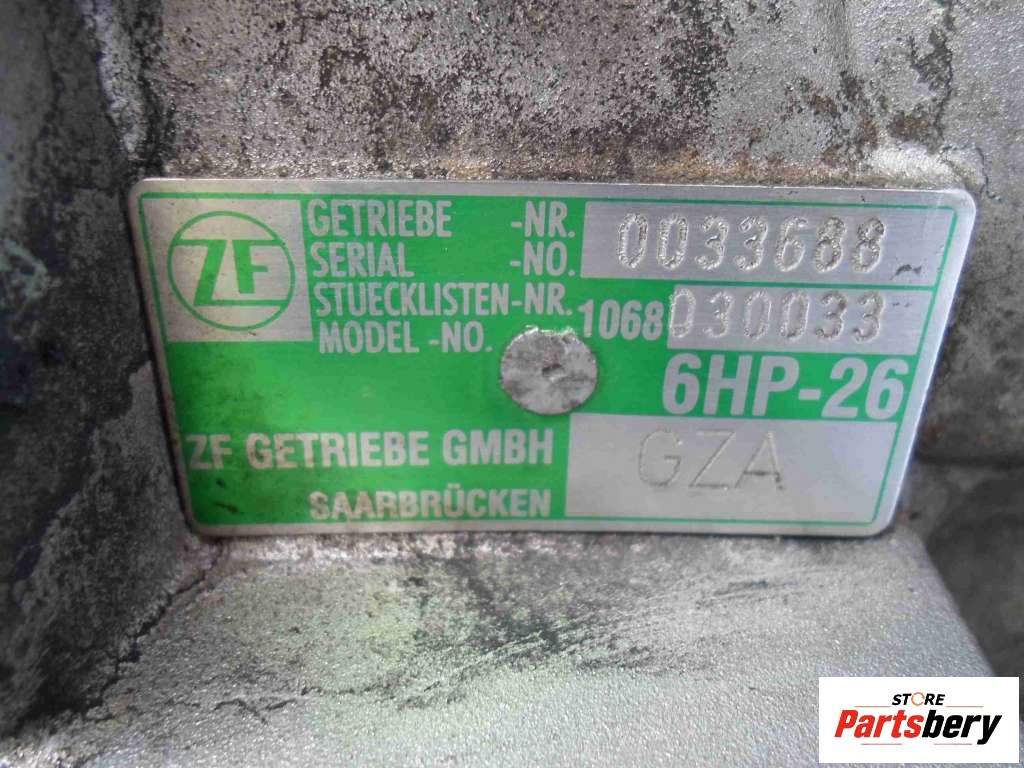 ZF
GETRIEBE -NR. 0033688
SERIAL -NO.
STUECKLISTEN-NR. 1068 030033
MODEL -NO.
6HP-26
ZF GETRIEBE GMBH
SAARBRÜCKEN
GZA
STORE
Partsbery